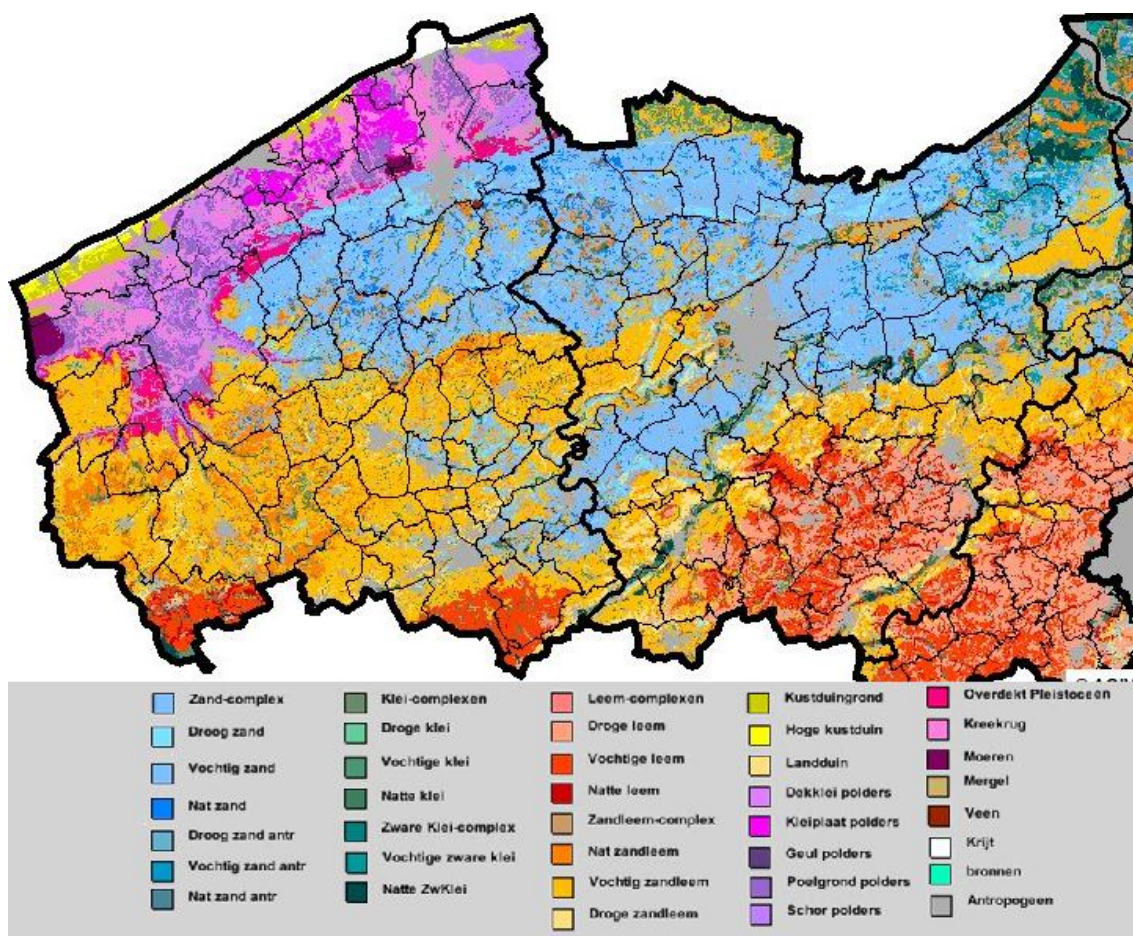 a
Zand-complex
Droog zand
Vochtig zand
Nat zand
Droog zand antr
Vochtig zand antr
Nat zand antr
Klei-complexen
Droge klei
Vochtige klei
Natte klei
Zware Klei-complex
Vochtige zware klei
Natte ZwKlei
Leem-complexen
Droge leem
Vochtige leem
Natte leem
Zandleem-complex
Nat zandleem
Vochtig zandleem
Droge zandleem
Kustduingrond
Hoge kustduin
Landduin
Dekklei polders
Kleiplaat polders
Geul polders
Poelgrond polders
Schor polders
Overdekt Pleistoceen
Kreekrug
Moeren
Mergel
Veen
Krijt
bronnen
Antropogeen